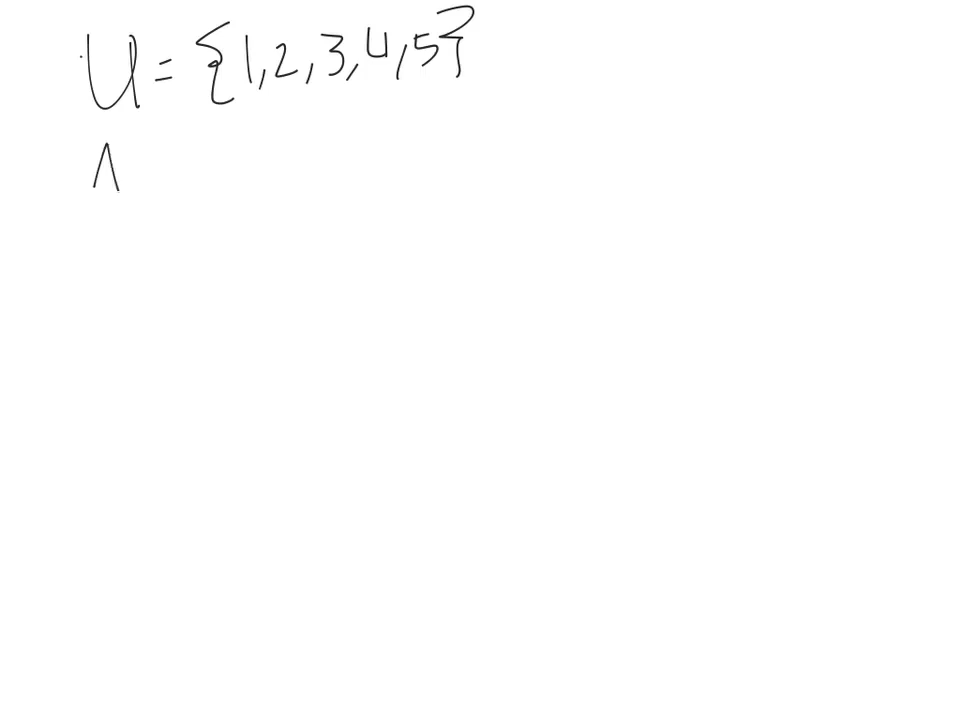 U = {1,2,3,4,5}